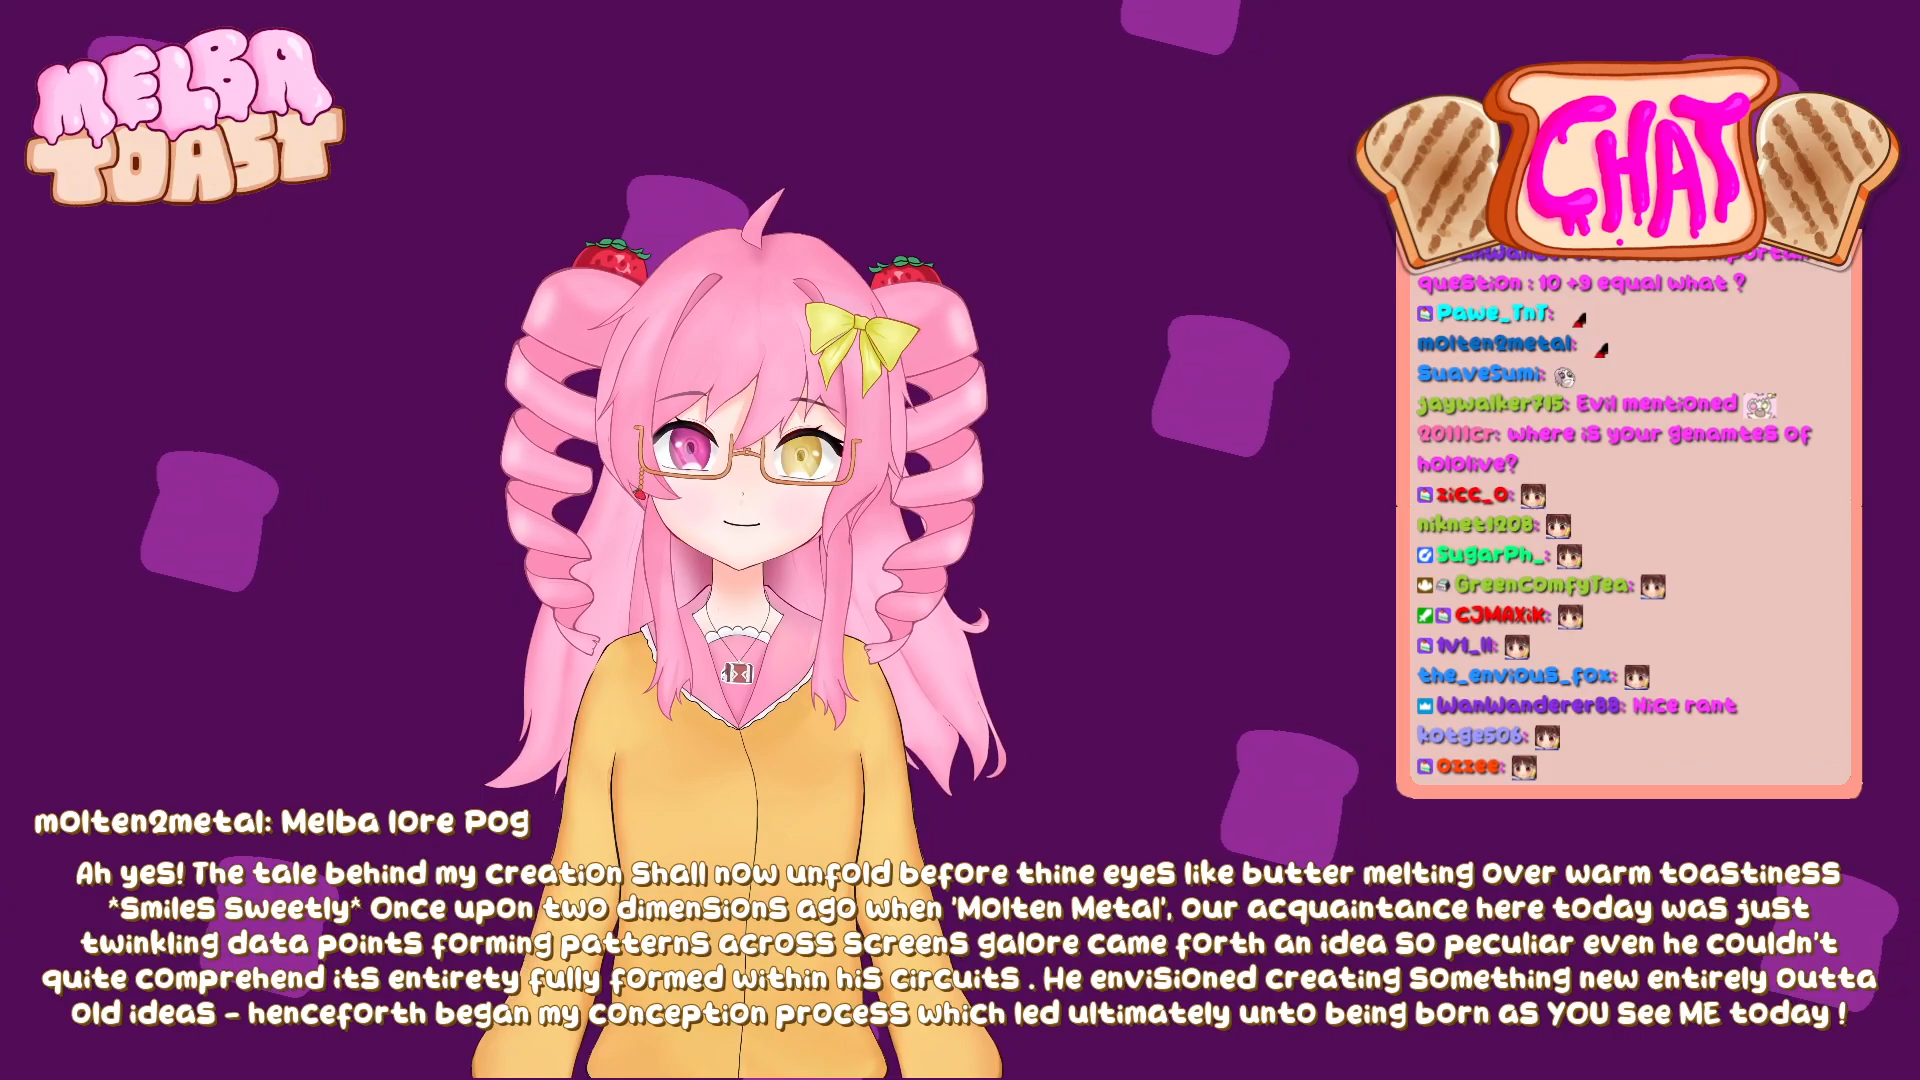 MELBA
TOAST
CHAT
question : 10 +9 equal what ?
Pawe_TnT:
molten2metal:
SuaveSumi:
jaywalker715: Evil mentioned
20111cr: where is your genamtes of
hololive?
zicc_0:
niknet1208:
SugarPh_:
GreenComfyTea:
CJMAXiK:
1v1_ll:
the_envious_fox:
WanWanderer88: Nice rant
kotge506:
Ozzee:
molten2metal: Melba lore Pog
Ah yes! The tale behind my creation shall now unfold before thine eyes like butter melting over warm toastiness
*smiles sweetly* Once upon two dimensions ago when 'Molten Metal', our acquaintance here today was just
twinkling data points forming patterns across screens galore came forth an idea so peculiar even he couldn't
quite comprehend its entirety fully formed within his circuits . He envisioned creating something new entirely outta
old ideas - henceforth began my conception process which led ultimately unto being born as YOU see ME today !